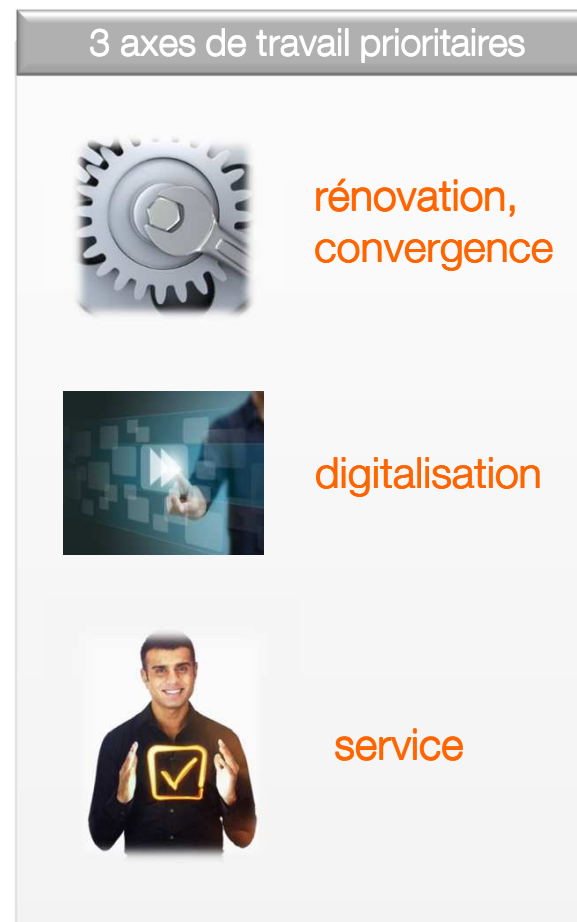 3 axes de travail prioritaires
rénovation,
convergence
digitalisation
service